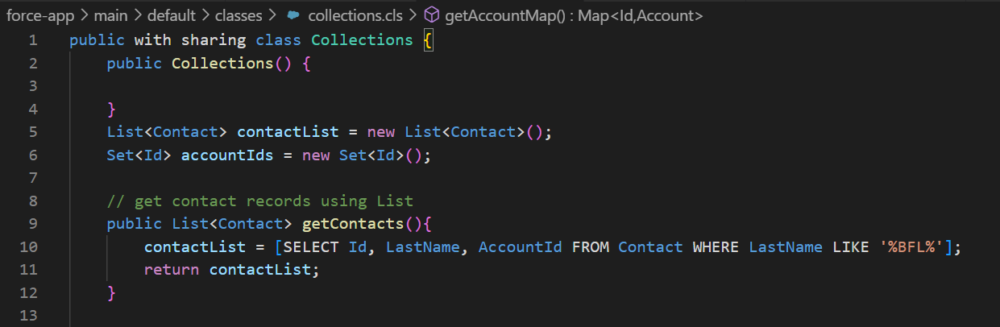 force-app > main > default > classes > collections.cls > getAccountMap() : Map<Id,Account>
1 public with sharing class Collections {
2     public Collections() {
3
4     }
5     List<Contact> contactList = new List<Contact>();
6     Set<Id> accountIds = new Set<Id>();
7
8     // get contact records using List
9     public List<Contact> getContacts(){
10         contactList = [SELECT Id, LastName, AccountId FROM Contact WHERE LastName LIKE '%BFL%'];
11         return contactList;
12     }
13